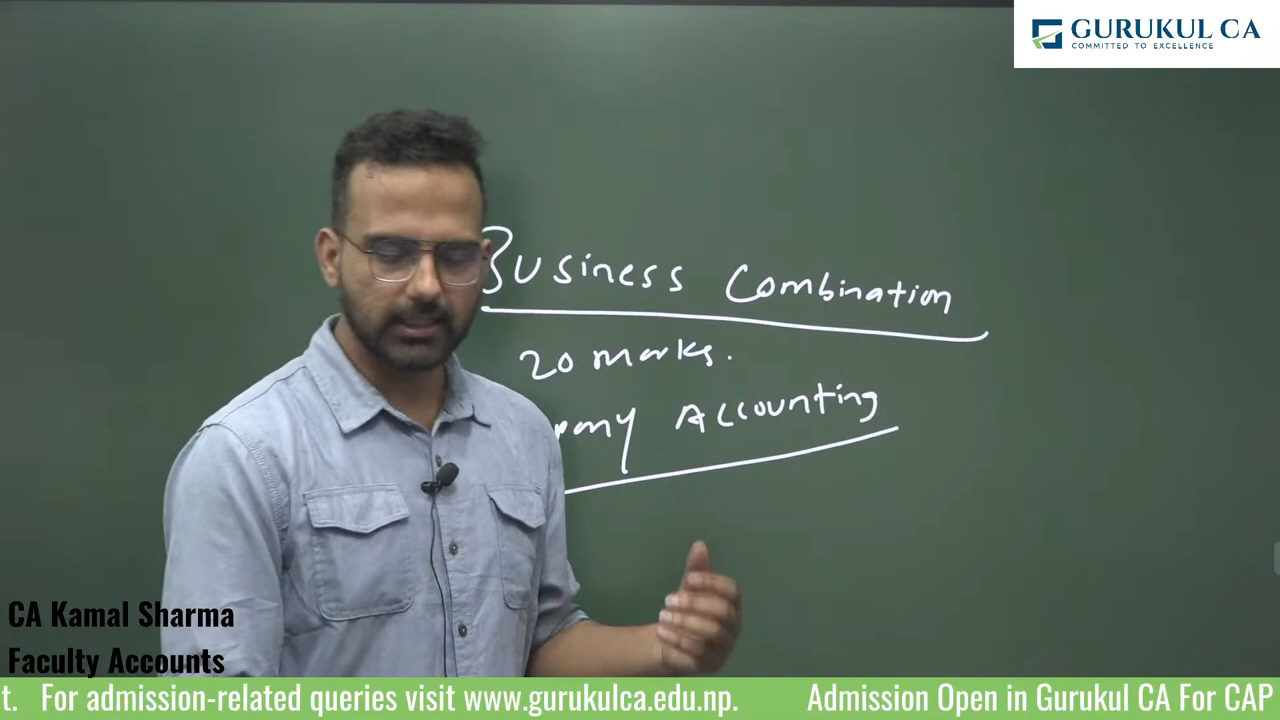 GURUKUL CA
COMMITTED TO EXCELLENCE
Business Combination
20 marks.
pany Accounting
CA Kamal Sharma
Faculty Accounts
t. For admission-related queries visit www.gurukulca.edu.np. Admission Open in Gurukul CA For CAP